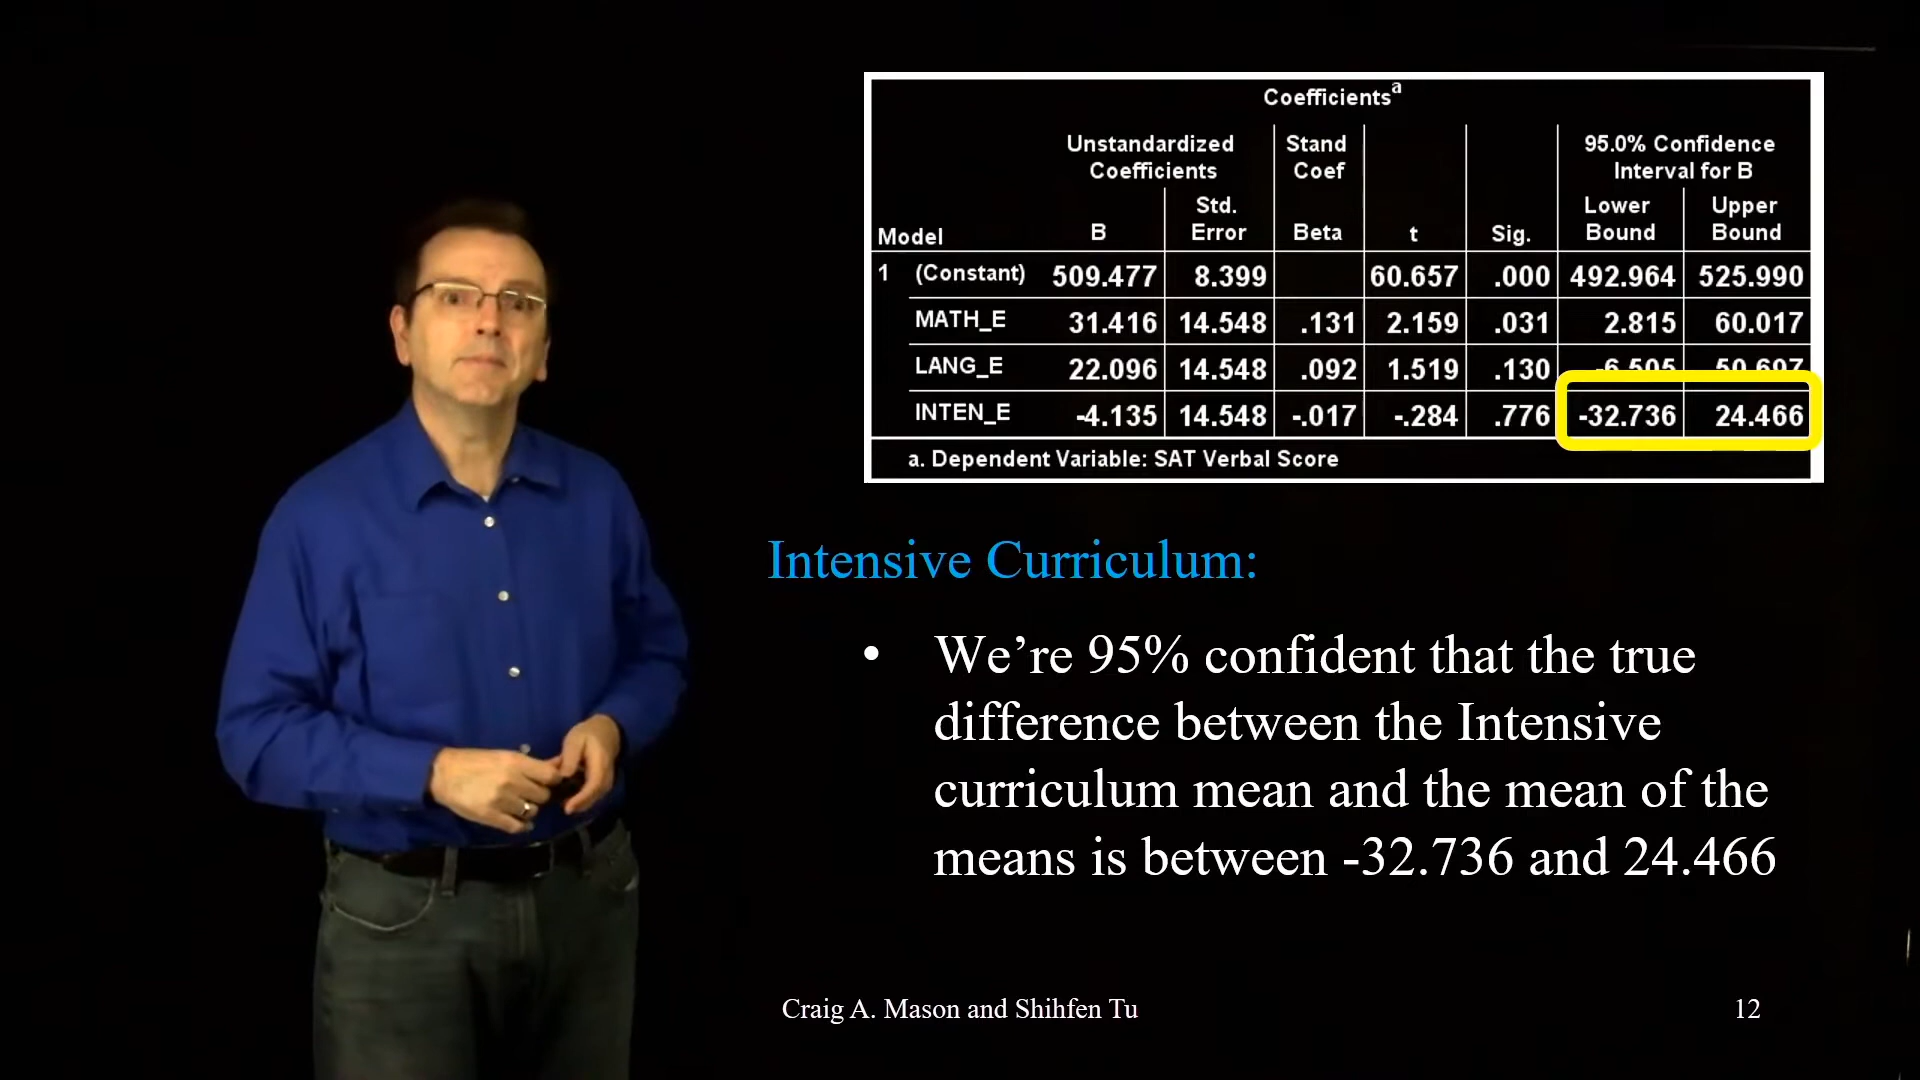 Coefficientsᵃ
Unstandardized Coefficients Stand Coef 95.0% Confidence Interval for B
Model B Std. Error Beta t Sig. Lower Bound Upper Bound
1 (Constant) 509.477 8.399 60.657 .000 492.964 525.990
MATH_E 31.416 14.548 .131 2.159 .031 2.815 60.017
LANG_E 22.096 14.548 .092 1.519 .130 -6.505 50.697
INTEN_E -4.135 14.548 -.017 -.284 .776 -32.736 24.466
a. Dependent Variable: SAT Verbal Score
Intensive Curriculum:
• We’re 95% confident that the true
difference between the Intensive
curriculum mean and the mean of the
means is between -32.736 and 24.466
Craig A. Mason and Shihfen Tu 12